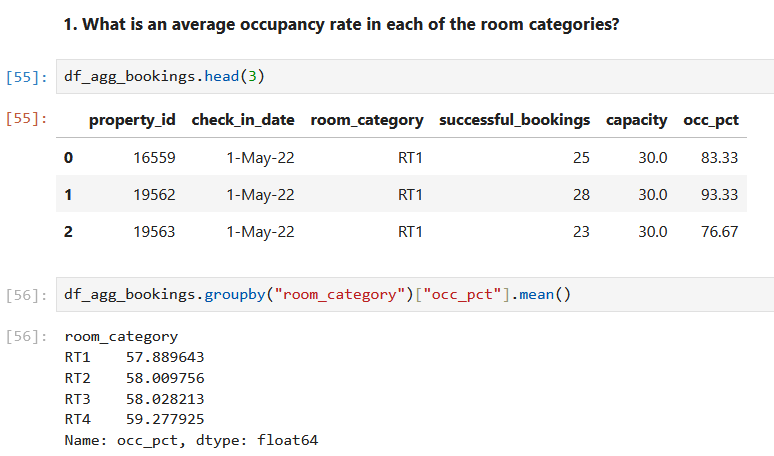 1. What is an average occupancy rate in each of the room categories?
[55]: df_agg_bookings.head(3)
[55]: property_id check_in_date room_category successful_bookings capacity occ_pct
0 16559 1-May-22 RT1 25 30.0 83.33
1 19562 1-May-22 RT1 28 30.0 93.33
2 19563 1-May-22 RT1 23 30.0 76.67
[56]: df_agg_bookings.groupby("room_category")["occ_pct"].mean()
[56]: room_category
RT1 57.889643
RT2 58.009756
RT3 58.028213
RT4 59.277925
Name: occ_pct, dtype: float64